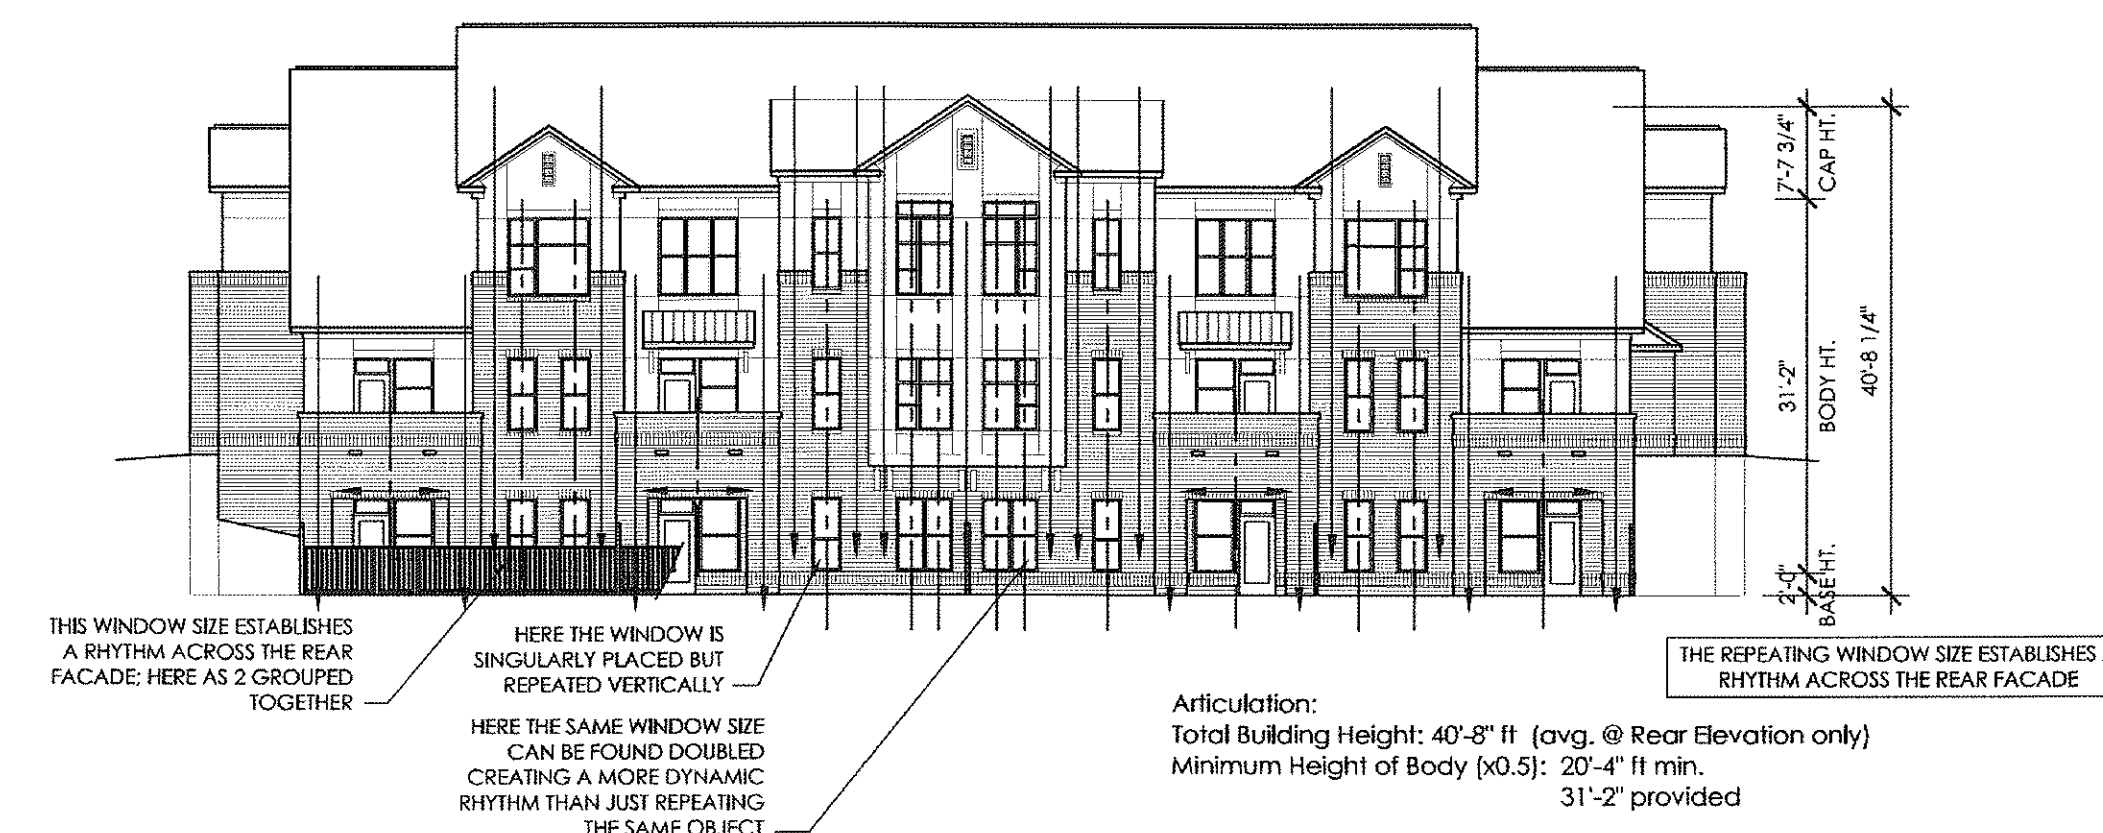 7'-7 3/4"
CAP HT.
31'-2"
BODY HT.
40'-8 1/4"
2'-0"
BASE HT.
THIS WINDOW SIZE ESTABLISHES
A RHYTHM ACROSS THE REAR
FACADE; HERE AS 2 GROUPED
TOGETHER
HERE THE WINDOW IS
SINGULARLY PLACED BUT
REPEATED VERTICALLY
HERE THE SAME WINDOW SIZE
CAN BE FOUND DOUBLED
CREATING A MORE DYNAMIC
RHYTHM THAN JUST REPEATING
THE SAME OBJECT
THE REPEATING WINDOW SIZE ESTABLISHES
RHYTHM ACROSS THE REAR FACADE
Articulation:
Total Building Height: 40'-8" ft (avg. @ Rear Elevation only)
Minimum Height of Body (x0.5): 20'-4" ft min.
31'-2" provided